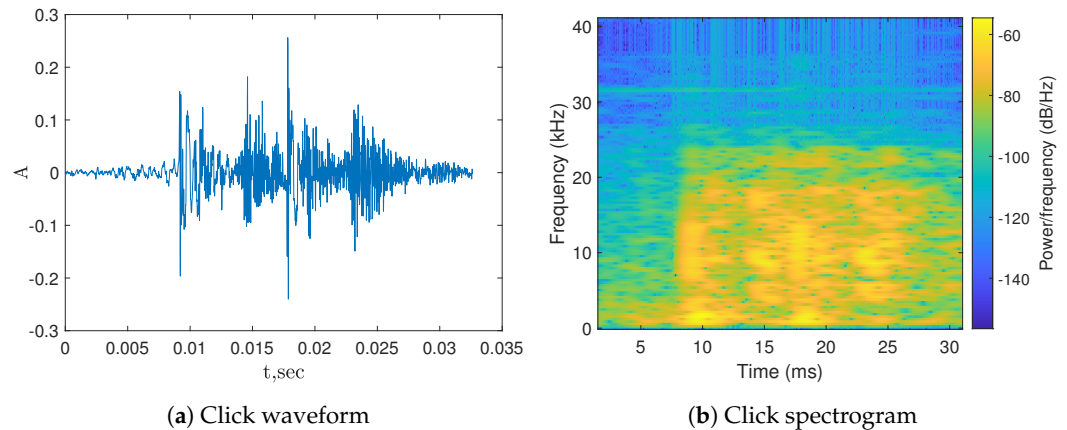 0.3
0.2
0.1
0
-0.1
-0.2
-0.3
A
0 0.005 0.01 0.015 0.02 0.025 0.03 0.035
t,sec
(a) Click waveform
40
30
20
10
0
Frequency (kHz)
5 10 15 20 25 30
Time (ms)
-60
-80
-100
-120
-140
Power/frequency (dB/Hz)
(b) Click spectrogram